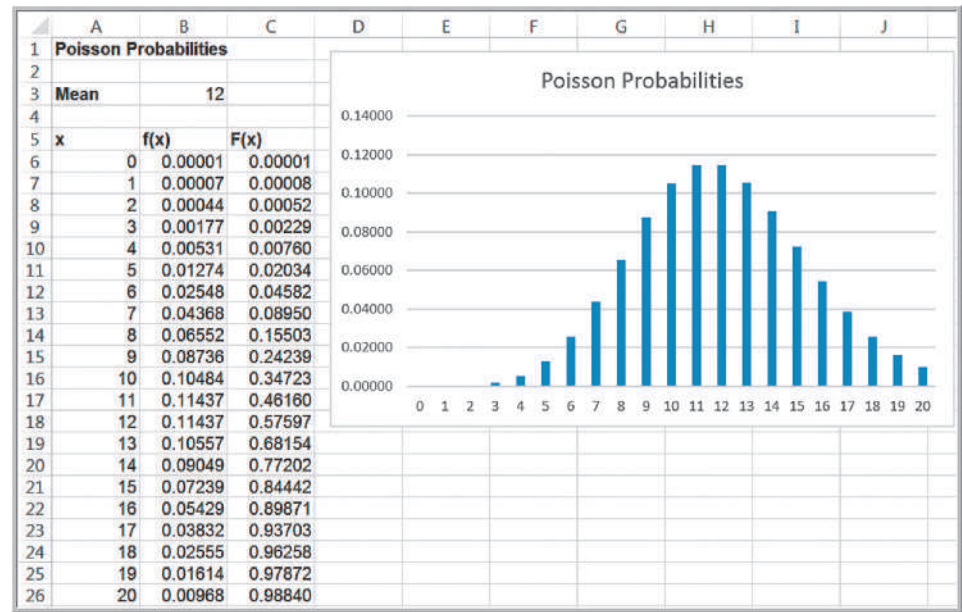 A B C D E F G H I J
1 Poisson Probabilities
2
3 Mean 12
4
5 x f(x) F(x)
6 0 0.00001 0.00001
7 1 0.00007 0.00008
8 2 0.00044 0.00052
9 3 0.00177 0.00229
10 4 0.00531 0.00760
11 5 0.01274 0.02034
12 6 0.02548 0.04582
13 7 0.04368 0.08950
14 8 0.06552 0.15503
15 9 0.08736 0.24239
16 10 0.10484 0.34723
17 11 0.11437 0.46160
18 12 0.11437 0.57597
19 13 0.10557 0.68154
20 14 0.09049 0.77202
21 15 0.07239 0.84442
22 16 0.05429 0.89871
23 17 0.03832 0.93703
24 18 0.02555 0.96258
25 19 0.01614 0.97872
26 20 0.00968 0.98840
Poisson Probabilities
0.14000
0.12000
0.10000
0.08000
0.06000
0.04000
0.02000
0.00000
0 1 2 3 4 5 6 7 8 9 10 11 12 13 14 15 16 17 18 19 20